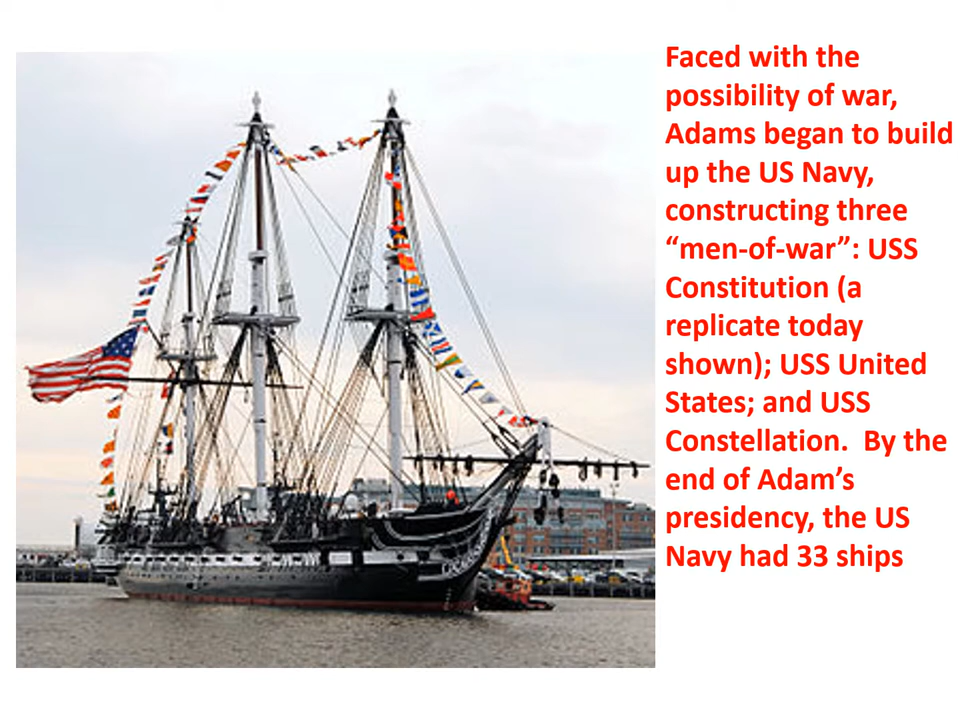 Faced with the
possibility of war,
Adams began to build
up the US Navy,
constructing three
“men-of-war”: USS
Constitution (a
replicate today
shown); USS United
States; and USS
Constellation.  By the
end of Adam’s
presidency, the US
Navy had 33 ships